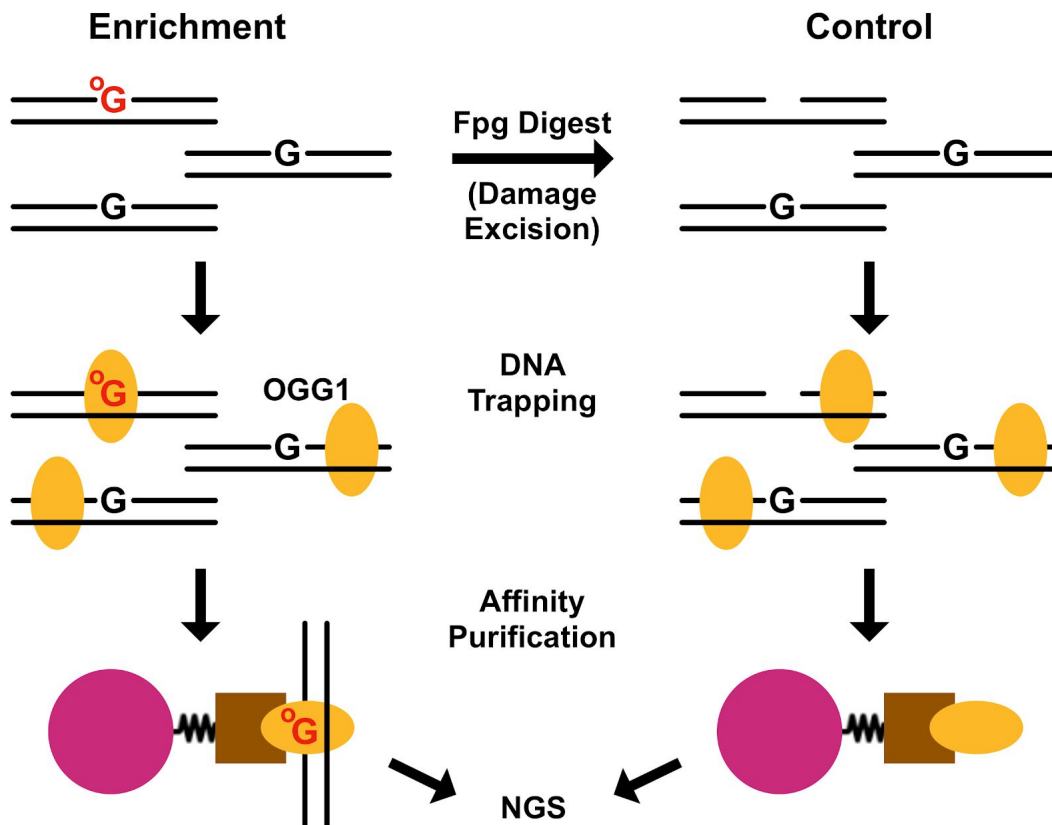 Enrichment
Control
oG
G
G
Fpg Digest
(Damage
Excision)
G
G
oG
OGG1
G
G
DNA
Trapping
G
G
Affinity
Purification
oG
NGS